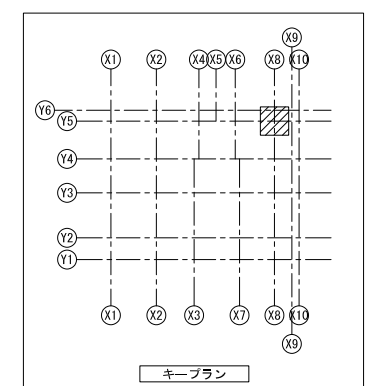 X9
X1 X2 X4 X5 X6 X8 X10
Y6
Y5
Y4
Y3
Y2
Y1
X1 X2 X3 X7 X8 X10
X9
キープラン